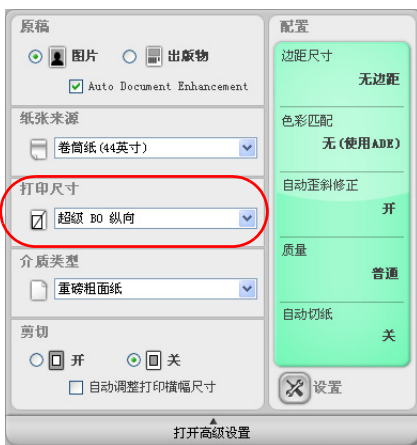 原稿
图片 出版物
Auto Document Enhancement
纸张来源
卷筒纸(44英寸)
打印尺寸
超级 B0 纵向
介质类型
重磅粗面纸
剪切
开 关
自动调整打印横幅尺寸
配置
边距尺寸
无边距
色彩匹配
无(使用ADE)
自动歪斜修正
开
质量
普通
自动切纸
关
设置
打开高级设置